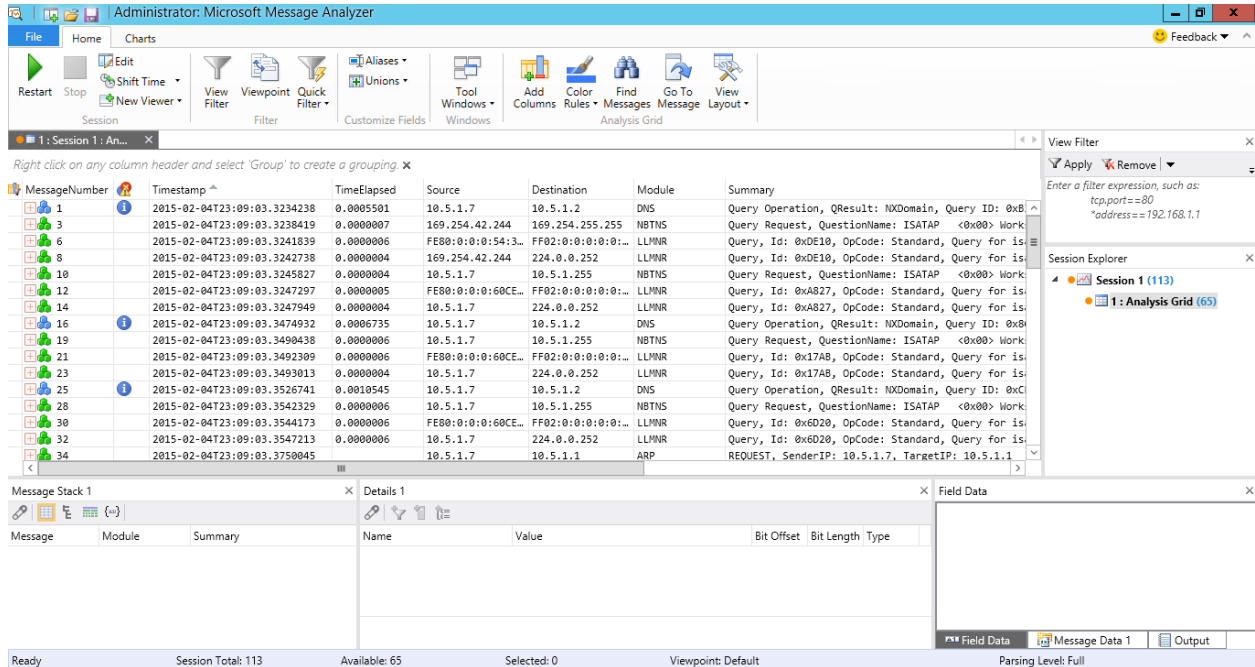 Administrator: Microsoft Message Analyzer
File Home Charts Feedback
Restart Stop Edit Shift Time New Viewer
View Filter Viewpoint Quick Filter
Aliases Unions
Tool Windows
Add Columns Color Rules Find Messages Go To Message View Layout
Session Filter Customize Fields Windows Analysis Grid
1 : Session 1 : An...
Right click on any column header and select 'Group' to create a grouping.
MessageNumber Timestamp TimeElapsed Source Destination Module Summary
1 2015-02-04T23:09:03.3234238 0.0005501 10.5.1.7 10.5.1.2 DNS Query Operation, QResult: NXDomain, Query ID: 0xB
3 2015-02-04T23:09:03.3238419 0.0000007 169.254.42.244 169.254.255.255 NBTNS Query Request, QuestionName: ISATAP <0x00> Work
6 2015-02-04T23:09:03.3241839 0.0000006 FE80:0:0:0:54:3... FF02:0:0:0:0:0:... LLMNR Query, Id: 0xDE10, OpCode: Standard, Query for isa
8 2015-02-04T23:09:03.3242738 0.0000004 169.254.42.244 224.0.0.252 LLMNR Query, Id: 0xDE10, OpCode: Standard, Query for isa
10 2015-02-04T23:09:03.3245827 0.0000004 10.5.1.7 10.5.1.255 NBTNS Query Request, QuestionName: ISATAP <0x00> Work
12 2015-02-04T23:09:03.3247297 0.0000006 FE80:0:0:0:60CE... FF02:0:0:0:0:0:... LLMNR Query, Id: 0xA827, OpCode: Standard, Query for isa
14 2015-02-04T23:09:03.3247949 0.0000004 10.5.1.7 224.0.0.252 LLMNR Query, Id: 0xA827, OpCode: Standard, Query for isa
16 2015-02-04T23:09:03.3474932 0.0006735 10.5.1.7 10.5.1.2 DNS Query Operation, QResult: NXDomain, Query ID: 0x8
19 2015-02-04T23:09:03.3490438 0.0000006 10.5.1.7 10.5.1.255 NBTNS Query Request, QuestionName: ISATAP <0x00> Work
21 2015-02-04T23:09:03.3492309 0.0000006 FE80:0:0:0:60CE... FF02:0:0:0:0:0:... LLMNR Query, Id: 0x17AB, OpCode: Standard, Query for isa
23 2015-02-04T23:09:03.3493013 0.0000006 10.5.1.7 224.0.0.252 LLMNR Query, Id: 0x17AB, OpCode: Standard, Query for isa
25 2015-02-04T23:09:03.3526741 0.0010545 10.5.1.7 10.5.1.2 DNS Query Operation, QResult: NXDomain, Query ID: 0xC
28 2015-02-04T23:09:03.3542329 0.0000006 10.5.1.7 10.5.1.255 NBTNS Query Request, QuestionName: ISATAP <0x00> Work
30 2015-02-04T23:09:03.3544173 0.0000006 FE80:0:0:0:60CE... FF02:0:0:0:0:0:... LLMNR Query, Id: 0x6D20, OpCode: Standard, Query for isa
32 2015-02-04T23:09:03.3547213 0.0000006 10.5.1.7 224.0.0.252 LLMNR Query, Id: 0x6D20, OpCode: Standard, Query for isa
34 2015-02-04T23:09:03.3750045 10.5.1.7 10.5.1.1 ARP REQUEST, SenderIP: 10.5.1.7, TargetIP: 10.5.1.1
View Filter
Apply Remove
Enter a filter expression, such as:
tcp.port==80
*address==192.168.1.1
Session Explorer
Session 1 (113)
1 : Analysis Grid (65)
Message Stack 1
Message Module Summary
Details 1
Name Value Bit Offset Bit Length Type
Field Data
Field Data Message Data 1 Output
Ready Session Total: 113 Available: 65 Selected: 0 Viewpoint: Default Parsing Level: Full